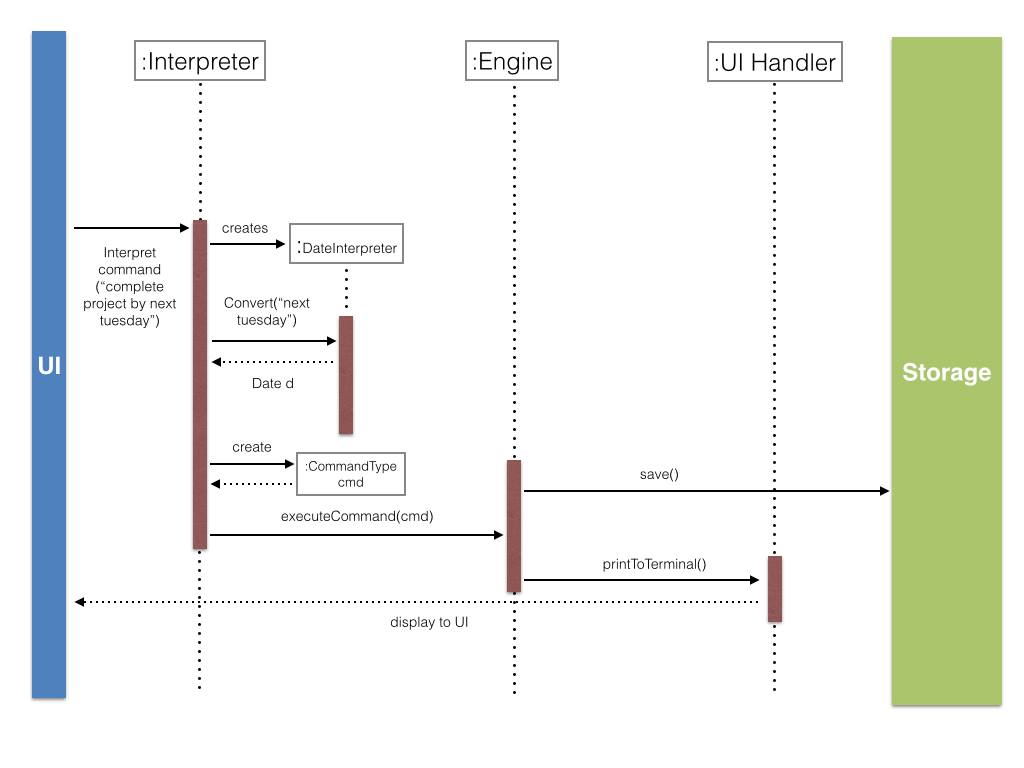 :Interpreter
:Engine
:UI Handler
creates
:DateInterpreter
Interpret
command
(“complete
project by next
tuesday”)
Convert(“next
tuesday”)
UI
Storage
Date d
create
:CommandType
cmd
save()
executeCommand(cmd)
printToTerminal()
display to UI